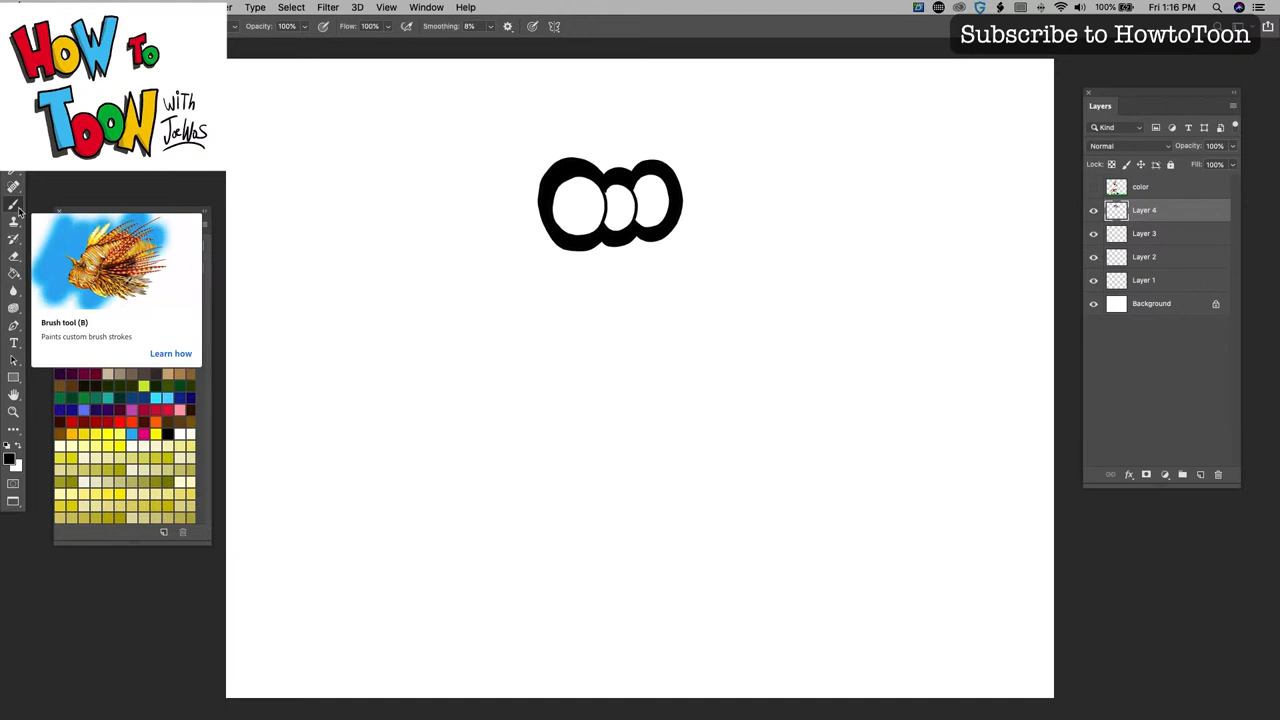 Type Select Filter 3D View Window Help
100% Fri 1:16 PM
Opacity: 100% Flow: 100% Smoothing: 8%
Subscribe to HowtoToon
HOW TO
TOON
WITH
JoeWos
Layers
Kind
Normal Opacity: 100%
Lock: Fill: 100%
color
Layer 4
Layer 3
Layer 2
Layer 1
Background
Brush tool (B)
Paints custom brush strokes
Learn how